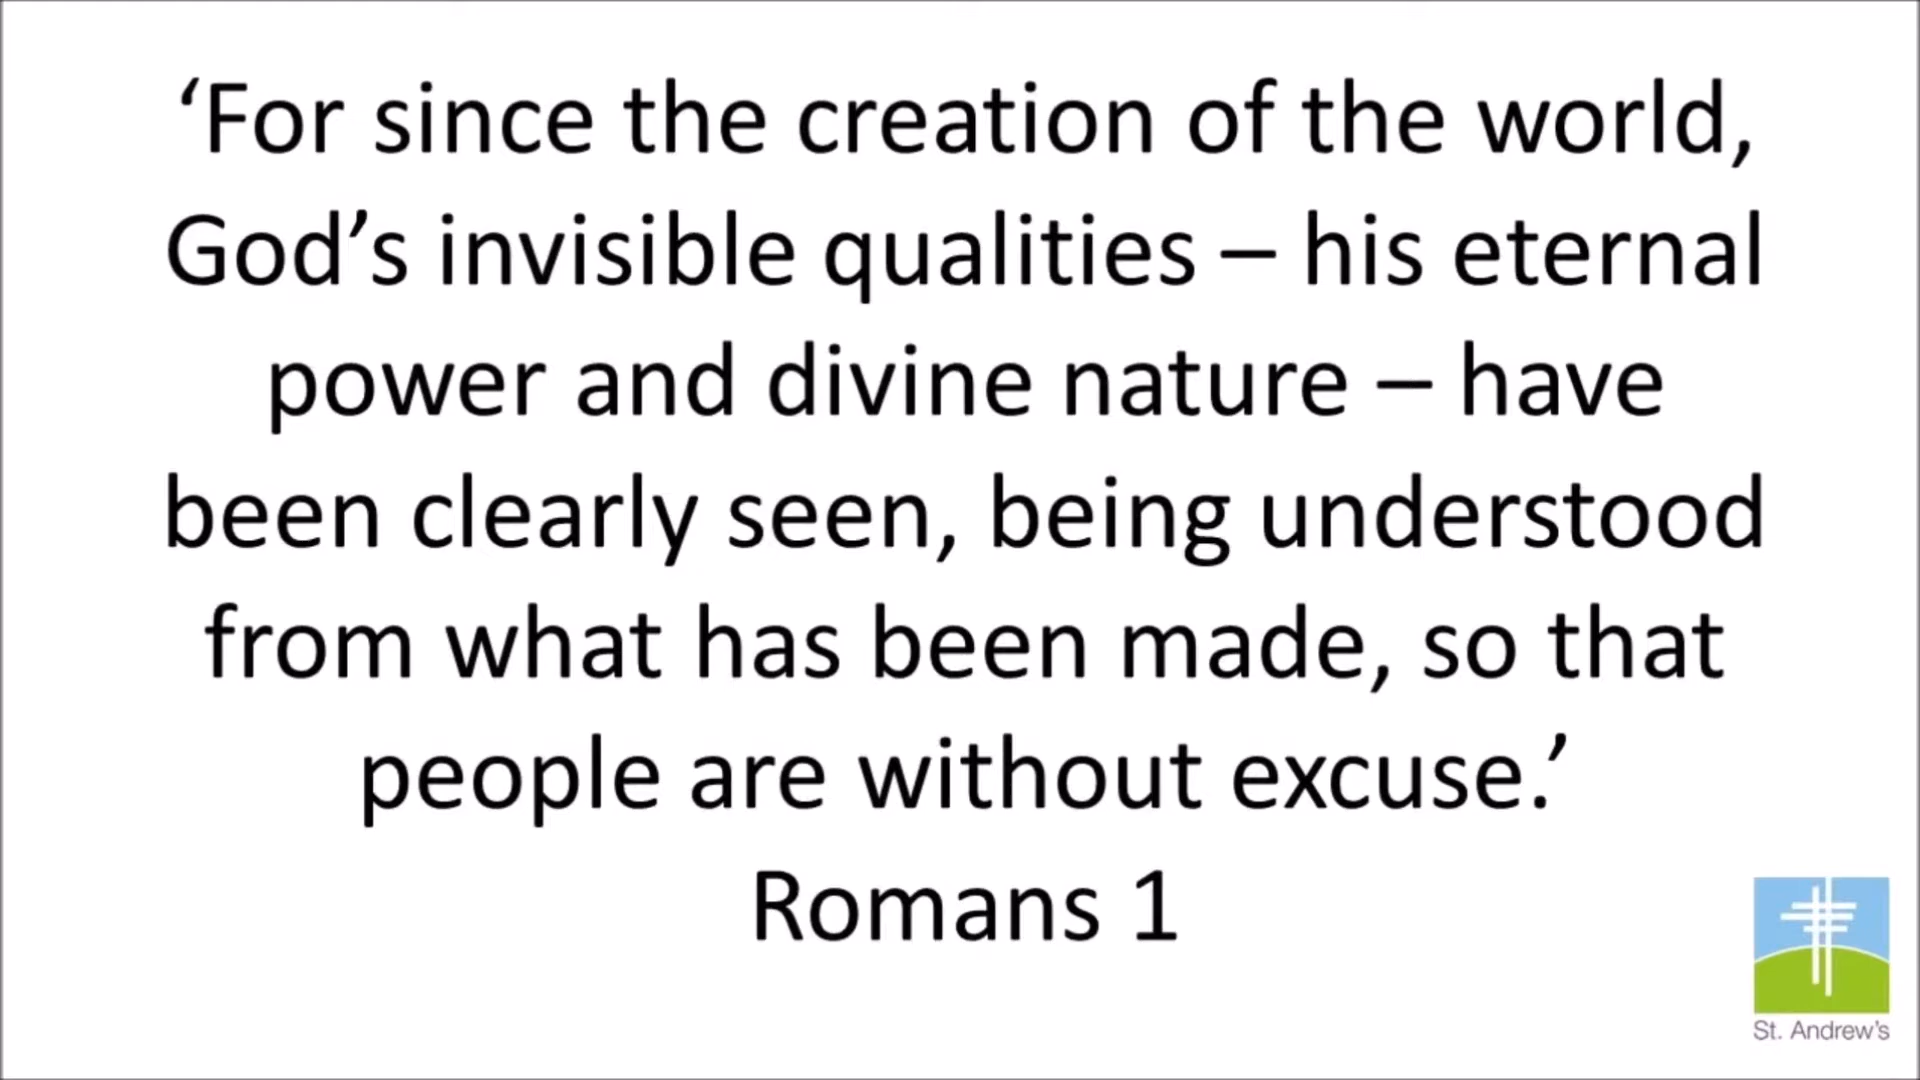 ‘For since the creation of the world,
God’s invisible qualities – his eternal
power and divine nature – have
been clearly seen, being understood
from what has been made, so that
people are without excuse.’
Romans 1
St. Andrew’s